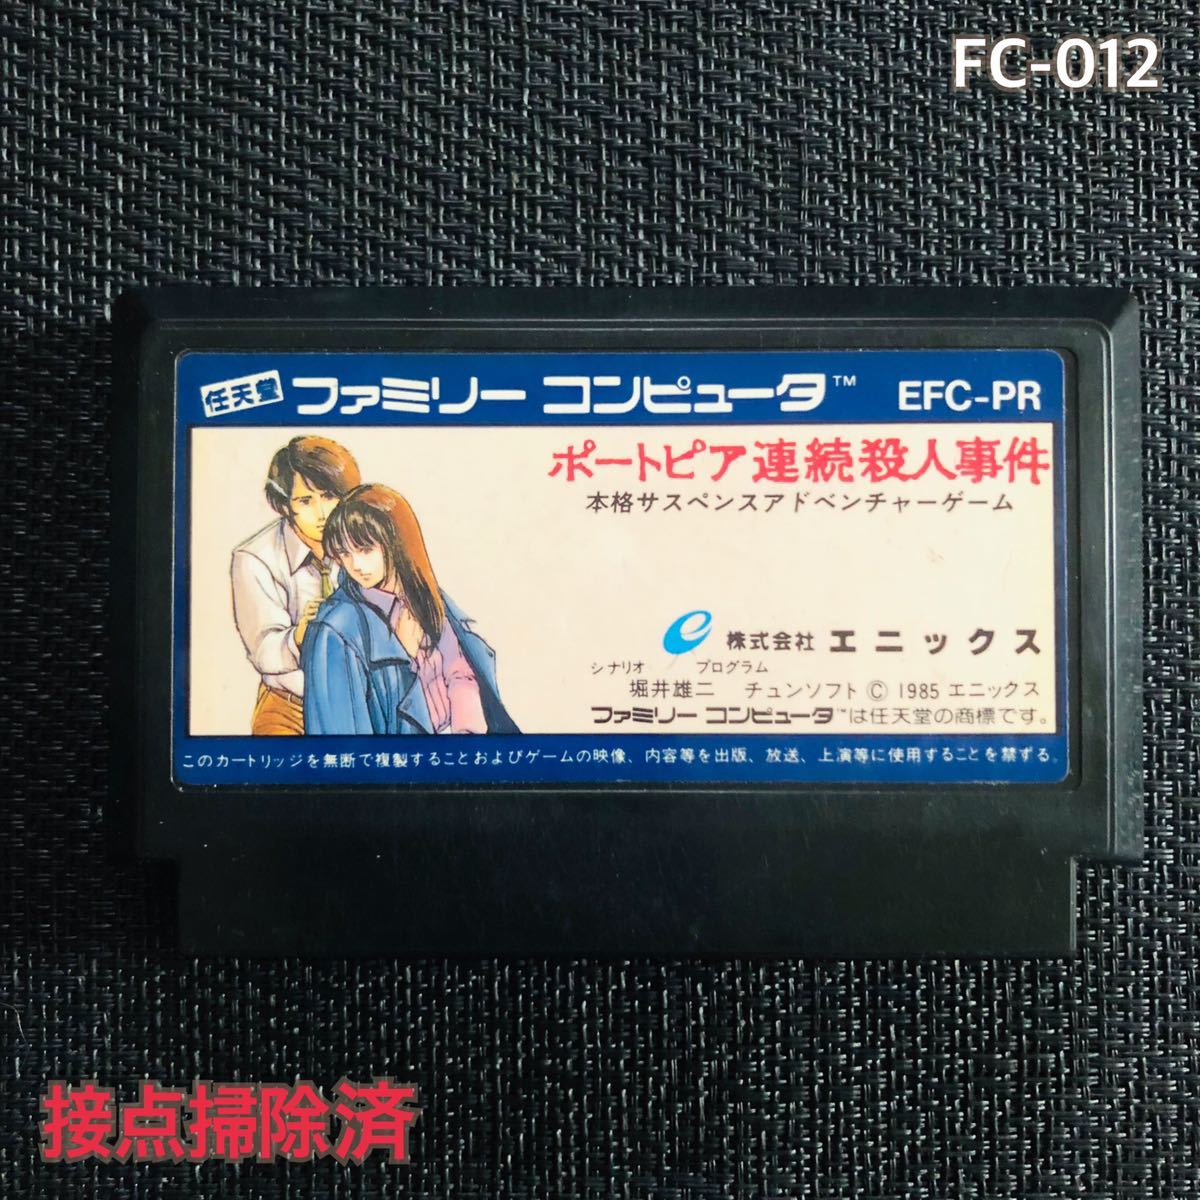 FC-012
任天堂 ファミリー コンピュータ™ EFC-PR
ポートピア連続殺人事件
本格サスペンスアドベンチャーゲーム
e 株式会社 エニックス
シナリオ プログラム
堀井雄二 チュンソフト © 1985 エニックス
ファミリー コンピュータ™は任天堂の商標です。
このカートリッジを無断で複製することおよびゲームの映像、内容等を出版、放送、上演等に使用することを禁ずる。
接点掃除済